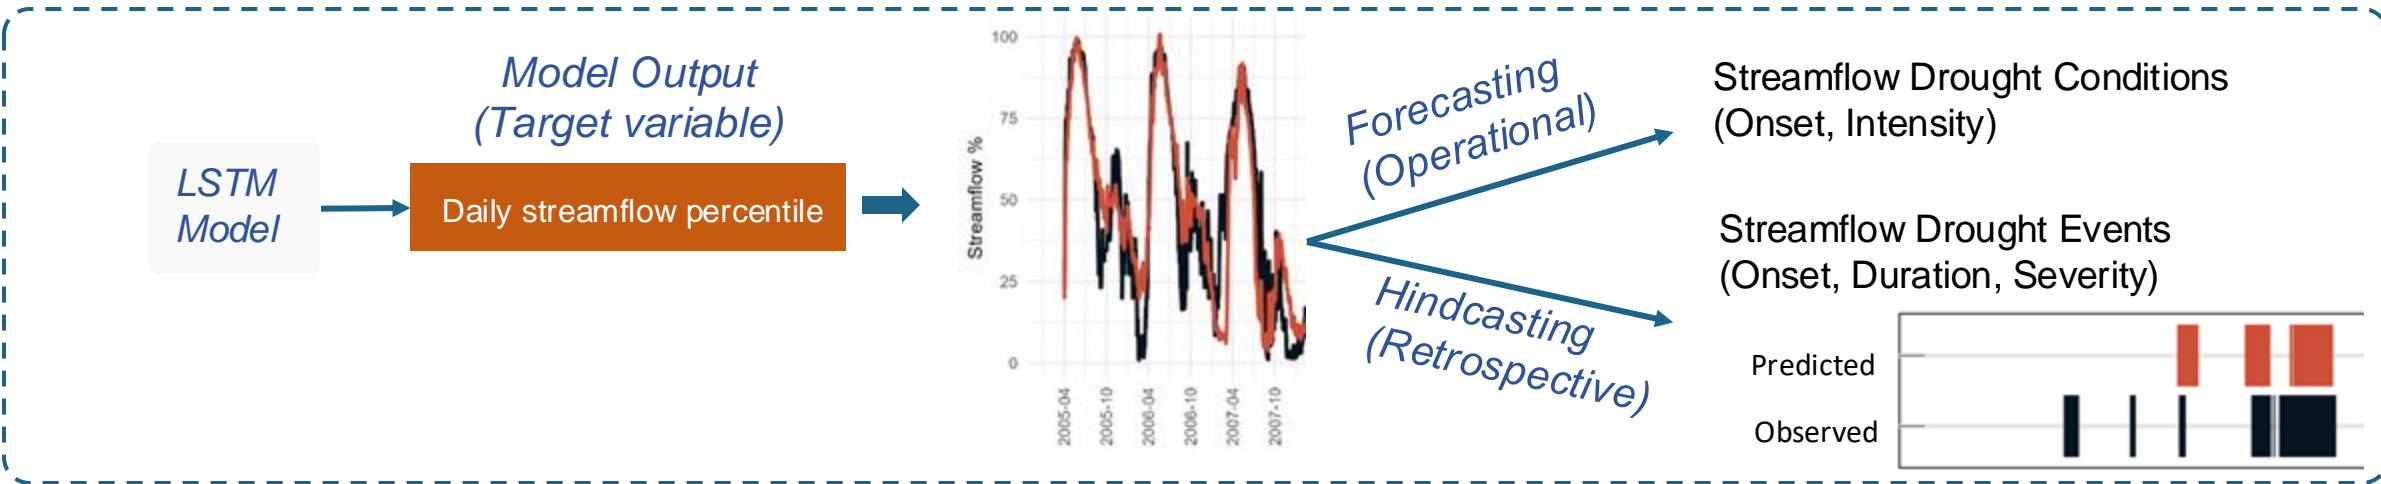 LSTM
Model
Model Output
(Target variable)
Daily streamflow percentile
Streamflow %
100
75
50
25
0
2005-04
2005-10
2006-04
2006-10
2007-04
2007-10
Forecasting
(Operational)
Hindcasting
(Retrospective)
Streamflow Drought Conditions
(Onset, Intensity)
Streamflow Drought Events
(Onset, Duration, Severity)
Predicted
Observed